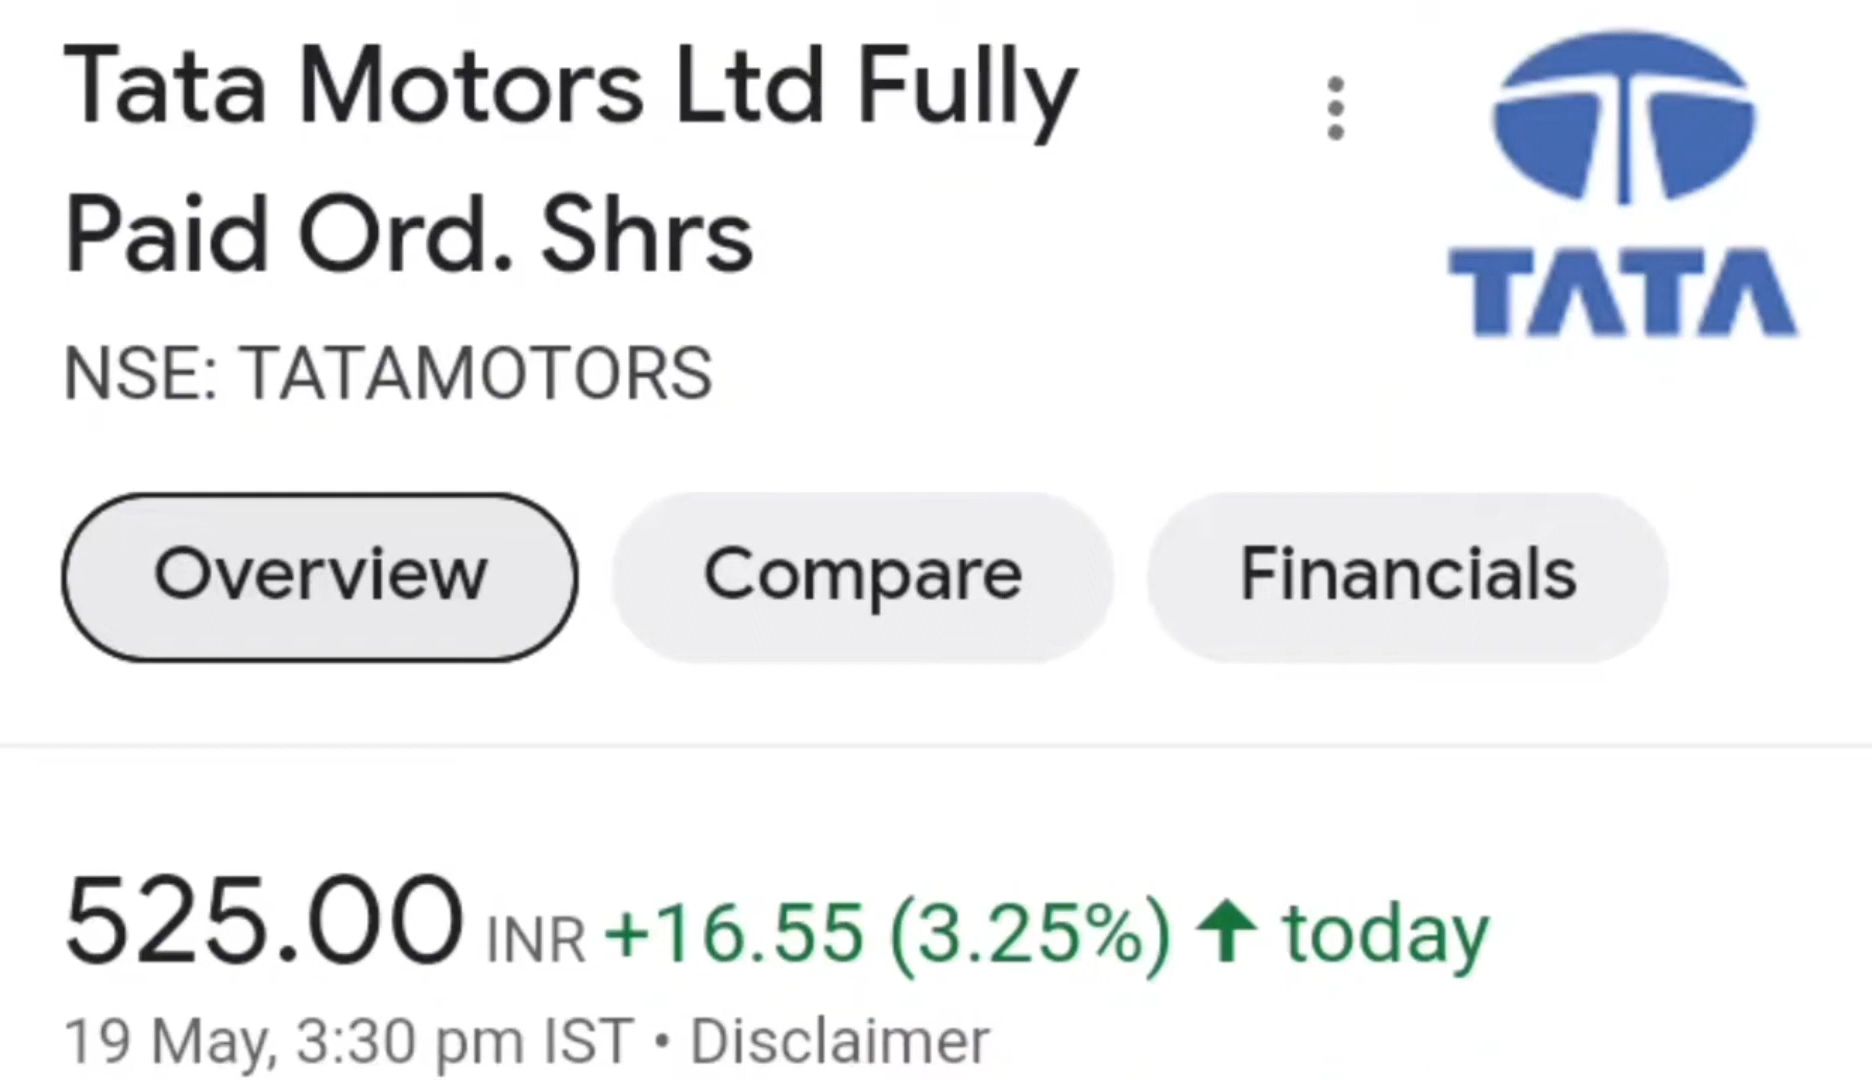 Tata Motors Ltd Fully
Paid Ord. Shrs
NSE: TATAMOTORS
TATA
Overview Compare Financials
525.00 INR +16.55 (3.25%) ↑ today
19 May, 3:30 pm IST • Disclaimer